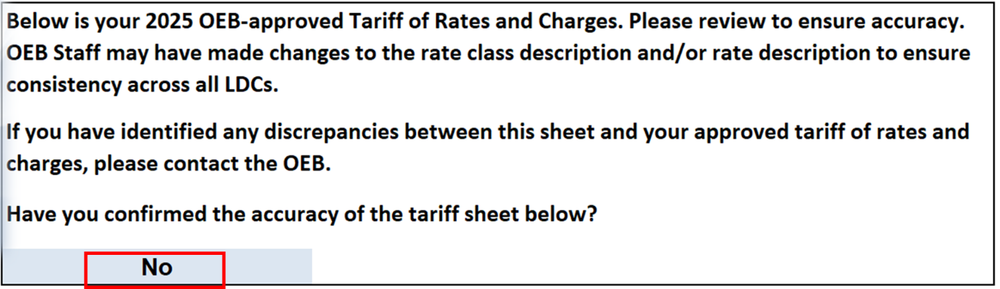 Below is your 2025 OEB-approved Tariff of Rates and Charges. Please review to ensure accuracy.
OEB Staff may have made changes to the rate class description and/or rate description to ensure
consistency across all LDCs.
If you have identified any discrepancies between this sheet and your approved tariff of rates and
charges, please contact the OEB.
Have you confirmed the accuracy of the tariff sheet below?
No